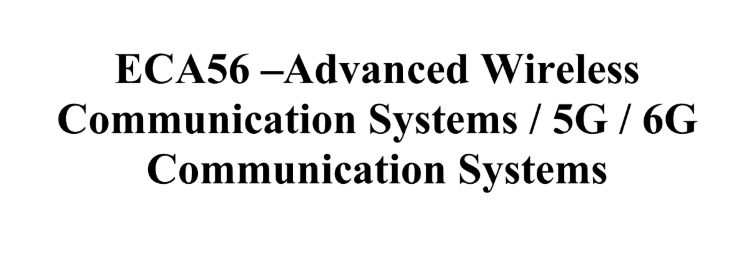 ECA56 –Advanced Wireless
Communication Systems / 5G / 6G
Communication Systems